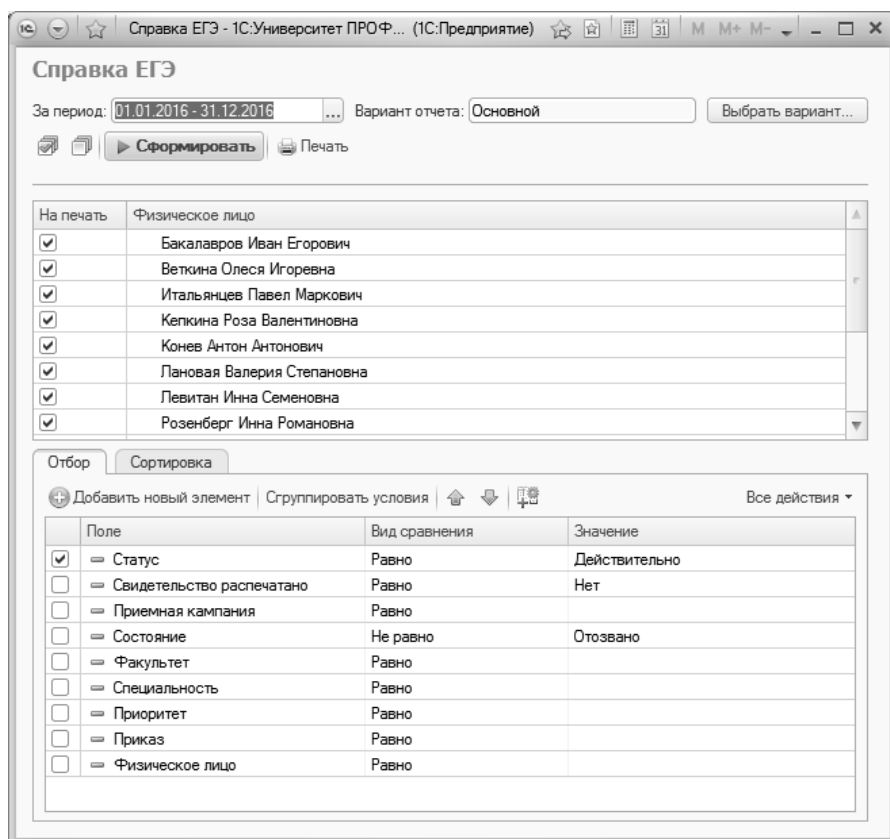 Справка ЕГЭ - 1С:Университет ПРОФ... (1С:Предприятие) 31 M M+ M-
Справка ЕГЭ
За период: 01.01.2016 - 31.12.2016 ... Вариант отчета: Основной Выбрать вариант...
Сформировать Печать
На печать Физическое лицо
Бакалавров Иван Егорович
Веткина Олеся Игоревна
Итальянцев Павел Маркович
Кепкина Роза Валентиновна
Конев Антон Антонович
Лановая Валерия Степановна
Левитан Инна Семеновна
Розенберг Инна Романовна
Отбор Сортировка
Добавить новый элемент Сгруппировать условия Все действия
Поле Вид сравнения Значение
Статус Равно Действительно
Свидетельство распечатано Равно Нет
Приемная кампания Равно
Состояние Не равно Отозвано
Факультет Равно
Специальность Равно
Приоритет Равно
Приказ Равно
Физическое лицо Равно